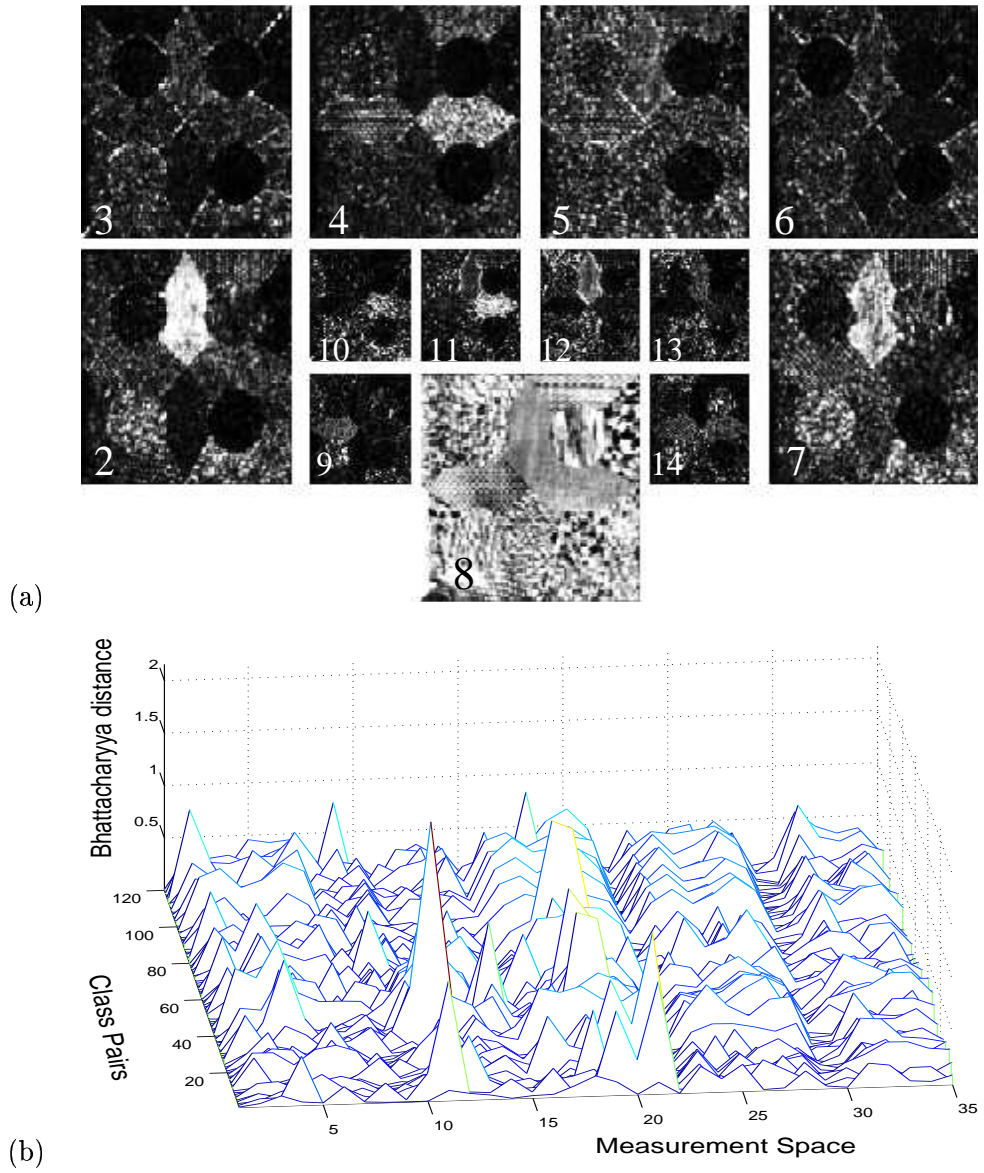 3 4 5 6
10 11 12 13
2 9 14 7
8
(a)
Bhattacharyya distance
2
1.5
1
0.5
120
100
80
60
40
20
Class Pairs
5 10 15 20 25 30 35
Measurement Space
(b)